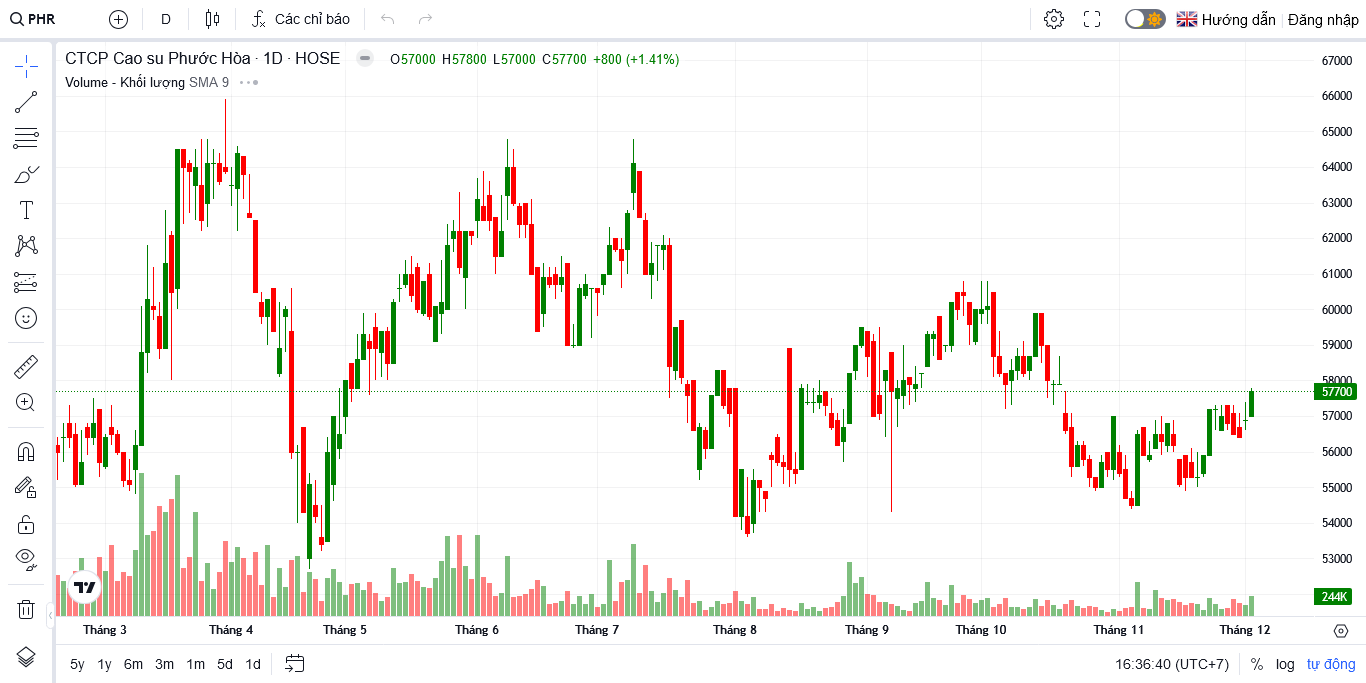 PHR D Các chỉ báo Hướng dẫn Đăng nhập
CTCP Cao su Phước Hòa · 1D · HOSE O57000 H57800 L57000 C57700 +800 (+1.41%)
Volume - Khối lượng SMA 9
67000
66000
65000
64000
63000
62000
61000
60000
59000
58000
57700
57000
56000
55000
54000
53000
244K
Tháng 3 Tháng 4 Tháng 5 Tháng 6 Tháng 7 Tháng 8 Tháng 9 Tháng 10 Tháng 11 Tháng 12
5y 1y 6m 3m 1m 5d 1d 16:36:40 (UTC+7) % log tự động